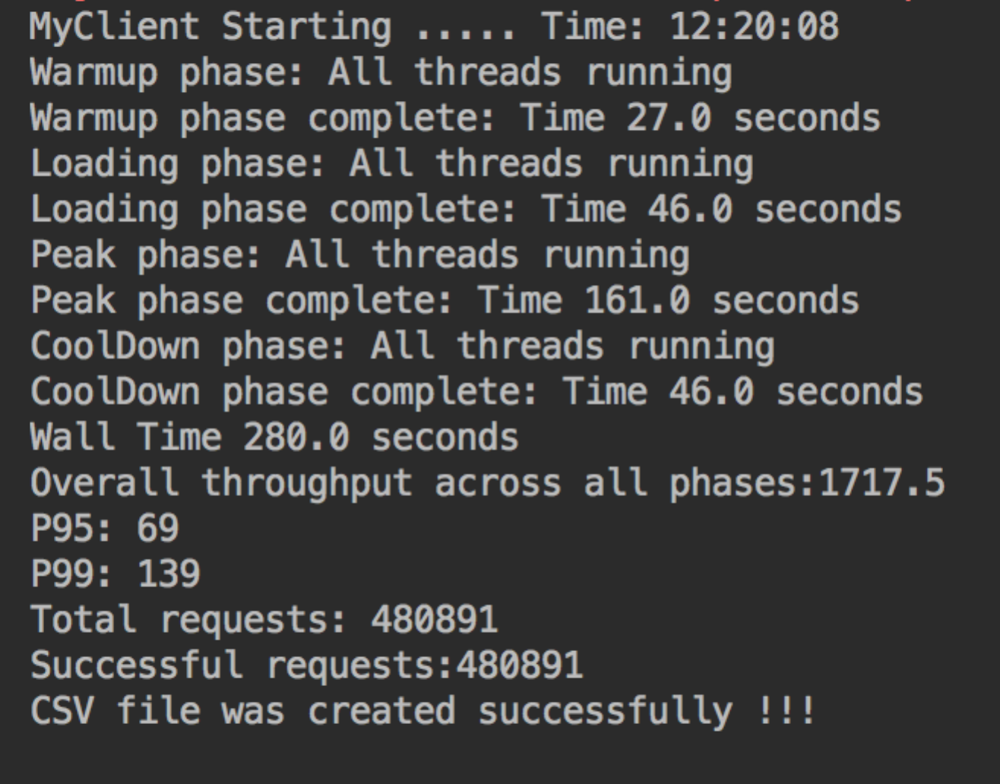 MyClient Starting ..... Time: 12:20:08
Warmup phase: All threads running
Warmup phase complete: Time 27.0 seconds
Loading phase: All threads running
Loading phase complete: Time 46.0 seconds
Peak phase: All threads running
Peak phase complete: Time 161.0 seconds
CoolDown phase: All threads running
CoolDown phase complete: Time 46.0 seconds
Wall Time 280.0 seconds
Overall throughput across all phases:1717.5
P95: 69
P99: 139
Total requests: 480891
Successful requests:480891
CSV file was created successfully !!!